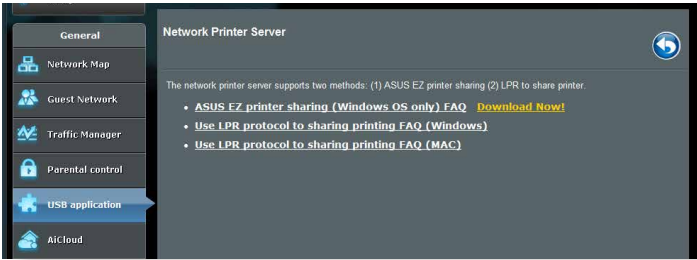 General
Network Map
Guest Network
Traffic Manager
Parental control
USB application
AiCloud
Network Printer Server
The network printer server supports two methods: (1) ASUS EZ printer sharing (2) LPR to share printer.
ASUS EZ printer sharing (Windows OS only) FAQ Download Now!
Use LPR protocol to sharing printing FAQ (Windows)
Use LPR protocol to sharing printing FAQ (MAC)